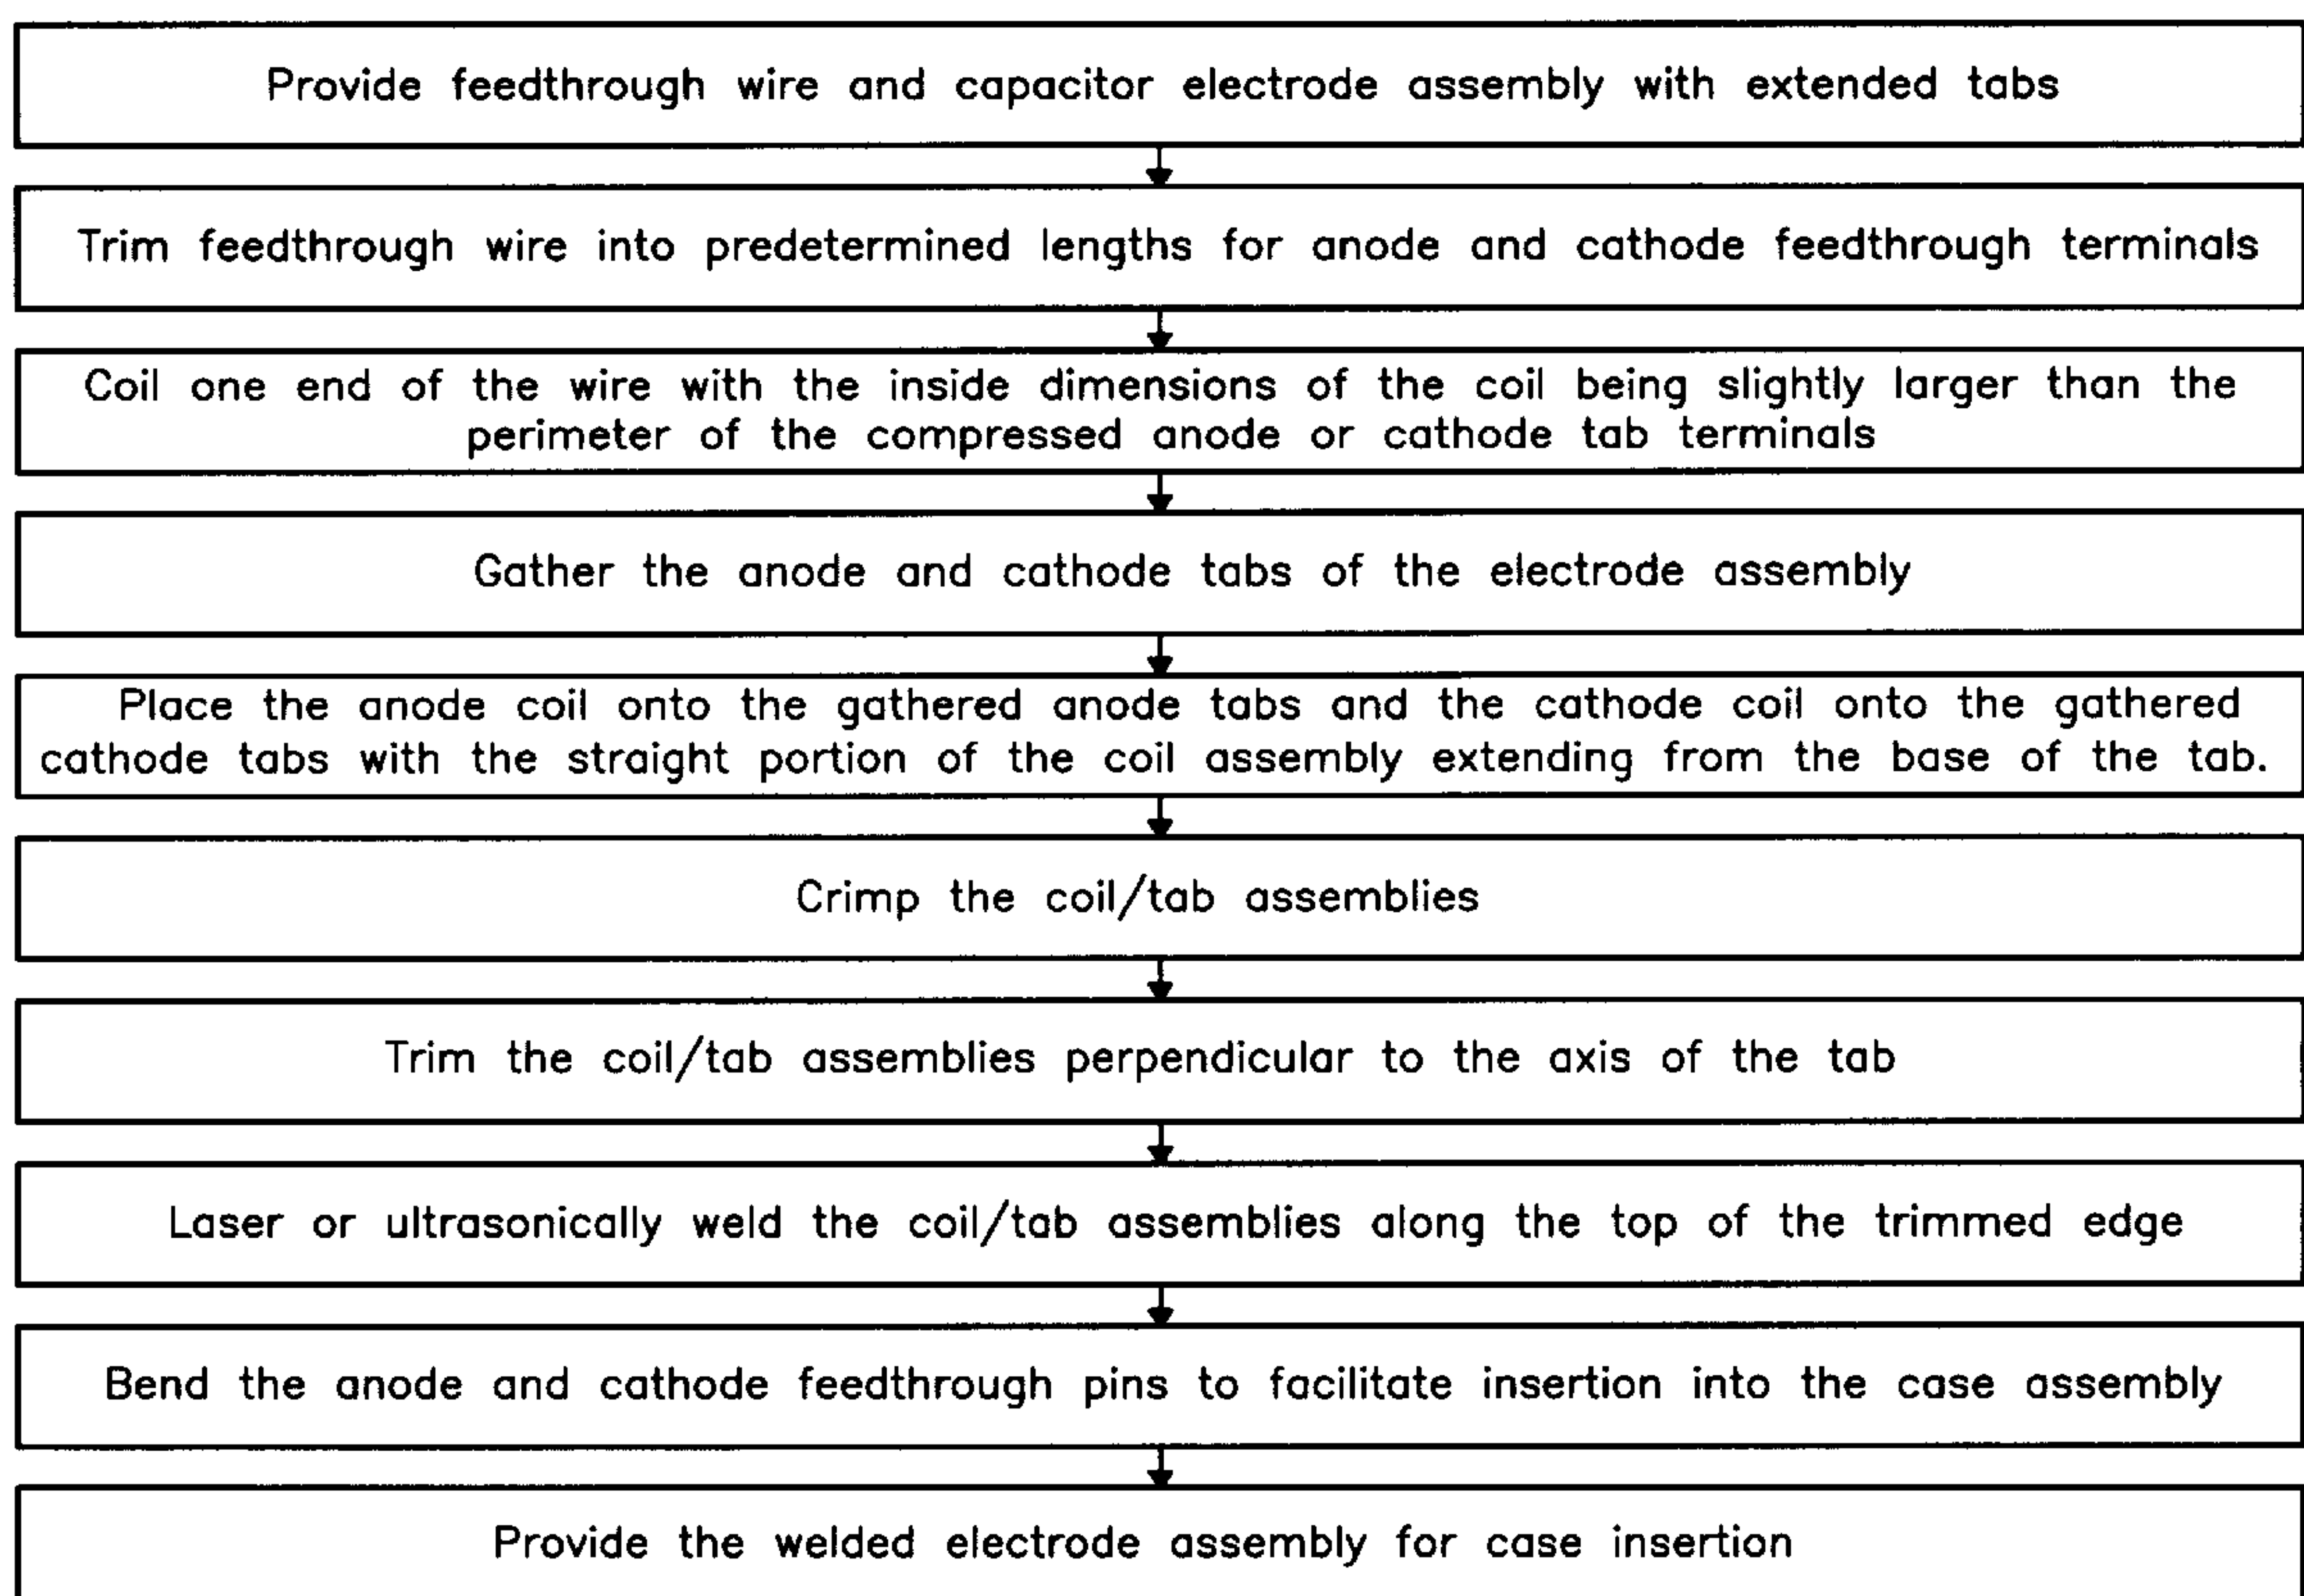 Provide feedthrough wire and capacitor electrode assembly with extended tabs
Trim feedthrough wire into predetermined lengths for anode and cathode feedthrough terminals
Coil one end of the wire with the inside dimensions of the coil being slightly larger than the
perimeter of the compressed anode or cathode tab terminals
Gather the anode and cathode tabs of the electrode assembly
Place the anode coil onto the gathered anode tabs and the cathode coil onto the gathered
cathode tabs with the straight portion of the coil assembly extending from the base of the tab.
Crimp the coil/tab assemblies
Trim the coil/tab assemblies perpendicular to the axis of the tab
Laser or ultrasonically weld the coil/tab assemblies along the top of the trimmed edge
Bend the anode and cathode feedthrough pins to facilitate insertion into the case assembly
Provide the welded electrode assembly for case insertion